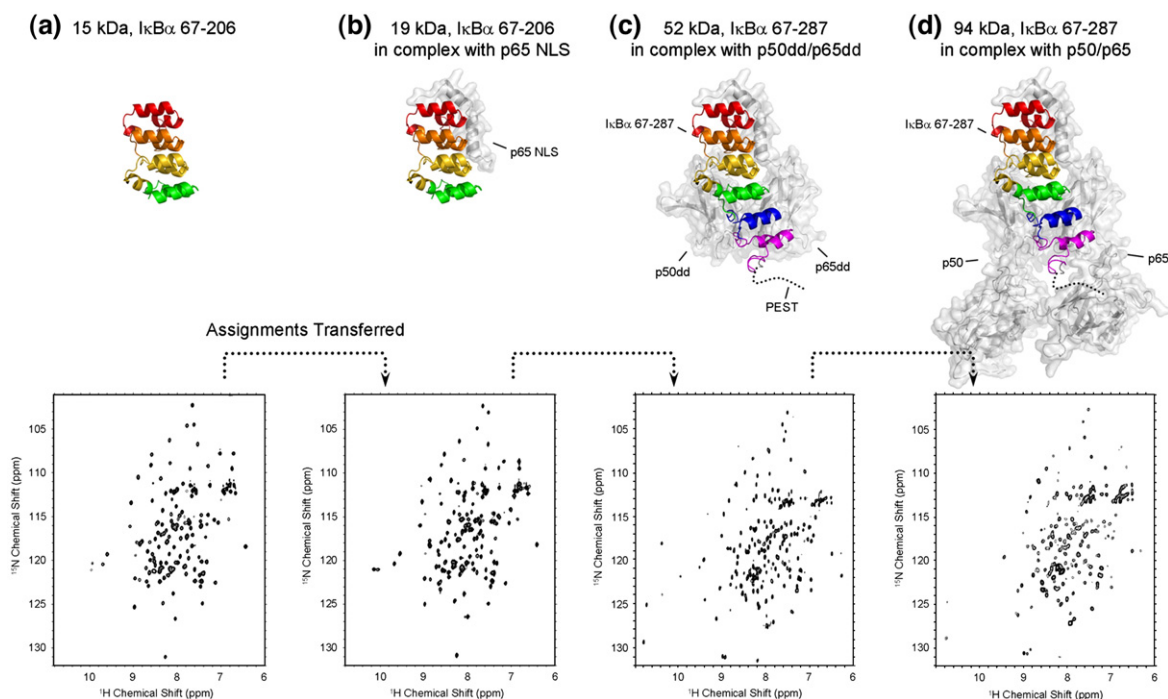 (a) 15 kDa, IκBα 67-206
(b) 19 kDa, IκBα 67-206
in complex with p65 NLS
(c) 52 kDa, IκBα 67-287
in complex with p50dd/p65dd
(d) 94 kDa, IκBα 67-287
in complex with p50/p65
p65 NLS
IκBα 67-287
p50dd
p65dd
PEST
IκBα 67-287
p50
p65
PEST
Assignments Transferred
105
110
115
120
125
130
15N Chemical Shift (ppm)
10 9 8 7 6
1H Chemical Shift (ppm)
105
110
115
120
125
130
15N Chemical Shift (ppm)
10 9 8 7 6
1H Chemical Shift (ppm)
105
110
115
120
125
130
15N Chemical Shift (ppm)
10 9 8 7 6
1H Chemical Shift (ppm)
105
110
115
120
125
130
15N Chemical Shift (ppm)
10 9 8 7 6
1H Chemical Shift (ppm)